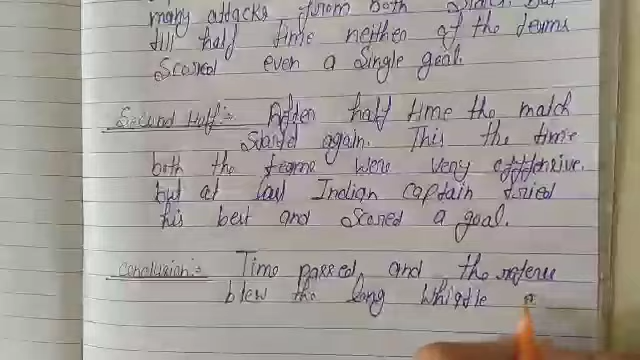 many attacks from both sides. But
till half time neither of the teams
Scored even a Single goal.
Second Half:- After half time the match
Started again. This the time
both the teams were very offensive.
but at last Indian captain tried
his best and Scored a goal.
Conclusion:- Time passed, and the referee
blew the long whistle